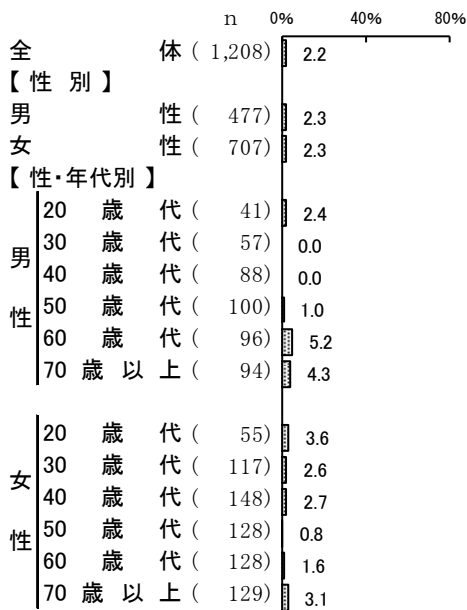 n 0% 40% 80%
全 体 ( 1,208) 2.2
【 性 別 】
男 性 ( 477) 2.3
女 性 ( 707) 2.3
【 性・年代別 】
男性
20 歳 代 ( 41) 2.4
30 歳 代 ( 57) 0.0
40 歳 代 ( 88) 0.0
50 歳 代 ( 100) 1.0
60 歳 代 ( 96) 5.2
70 歳 以 上 ( 94) 4.3
女性
20 歳 代 ( 55) 3.6
30 歳 代 ( 117) 2.6
40 歳 代 ( 148) 2.7
50 歳 代 ( 128) 0.8
60 歳 代 ( 128) 1.6
70 歳 以 上 ( 129) 3.1